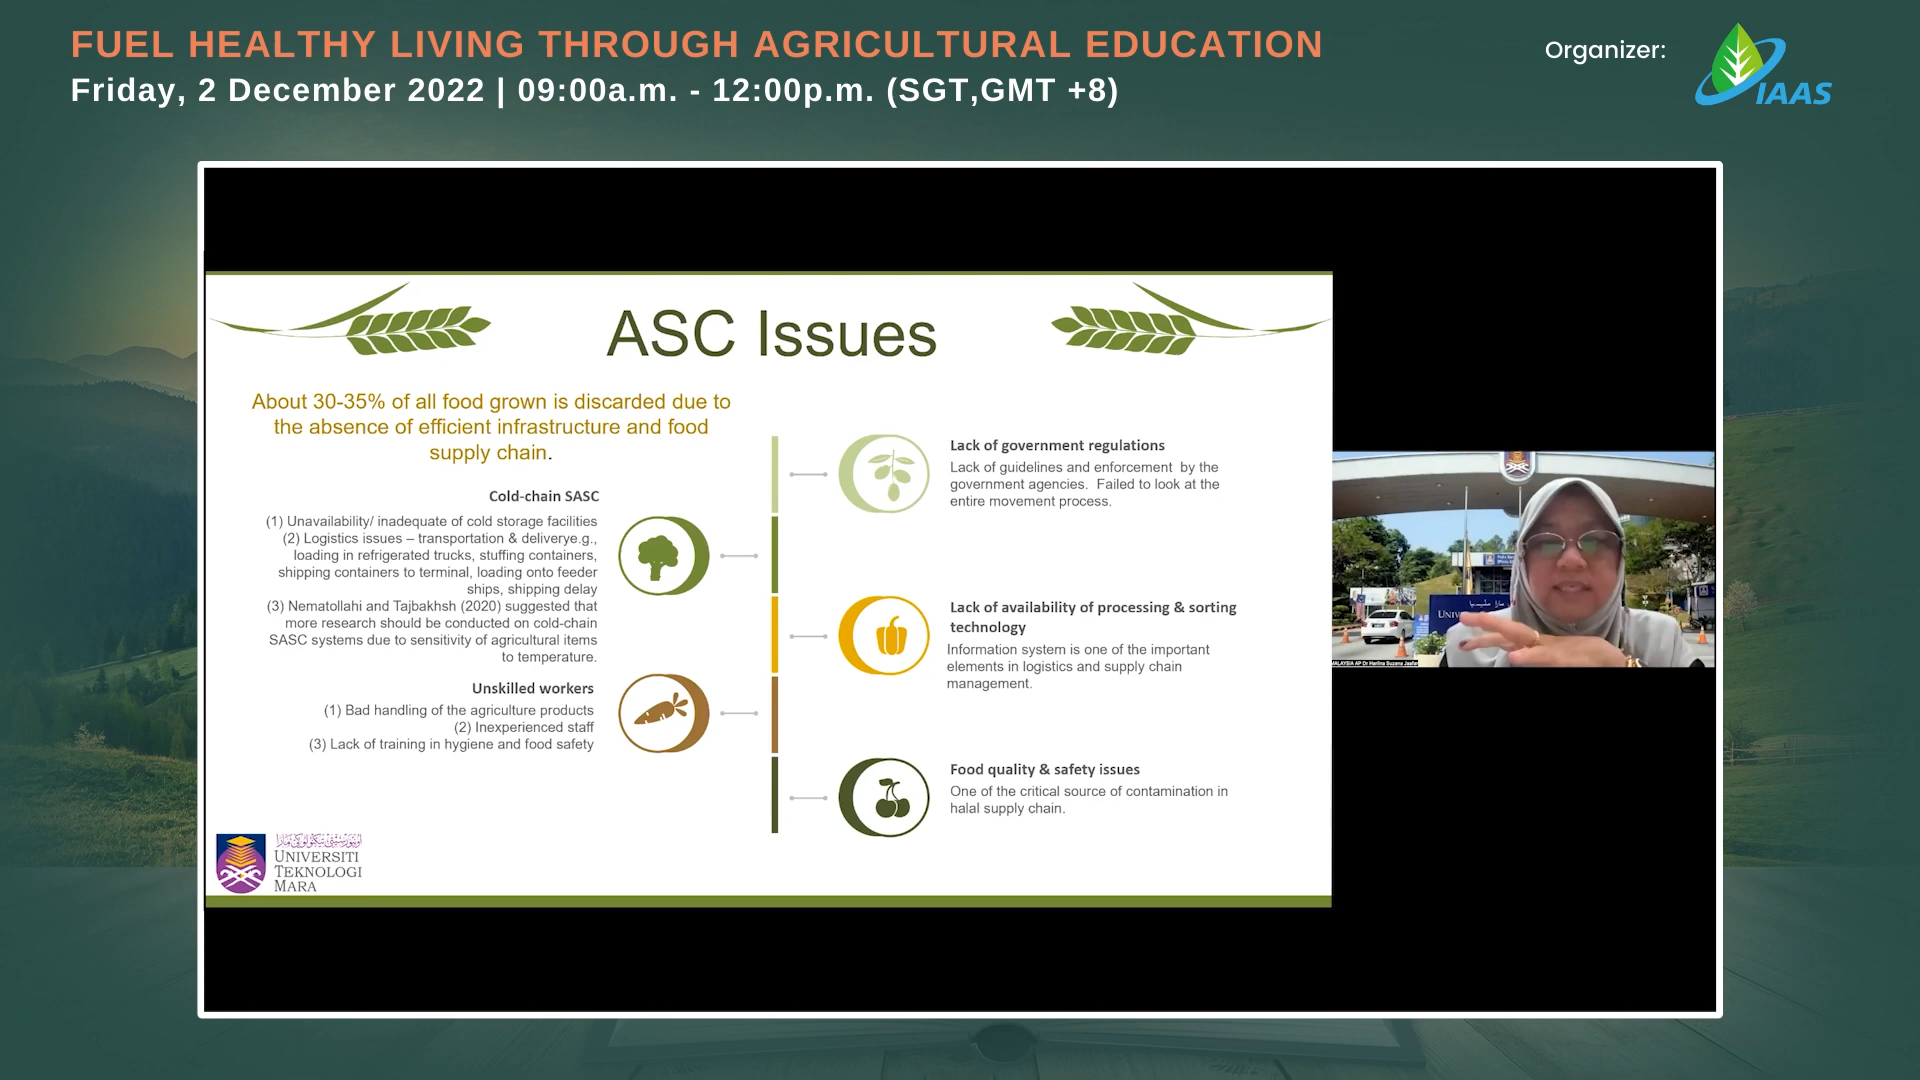 FUEL HEALTHY LIVING THROUGH AGRICULTURAL EDUCATION
Friday, 2 December 2022 | 09:00a.m. - 12:00p.m. (SGT,GMT +8)
Organizer:
IAAS
ASC Issues
About 30-35% of all food grown is discarded due to
the absence of efficient infrastructure and food
supply chain.
Cold-chain SASC
(1) Unavailability/ inadequate of cold storage facilities
(2) Logistics issues – transportation & deliverye.g.,
loading in refrigerated trucks, stuffing containers,
shipping containers to terminal, loading onto feeder
ships, shipping delay
(3) Nematollahi and Tajbakhsh (2020) suggested that
more research should be conducted on cold-chain
SASC systems due to sensitivity of agricultural items
to temperature.
Unskilled workers
(1) Bad handling of the agriculture products
(2) Inexperienced staff
(3) Lack of training in hygiene and food safety
Lack of government regulations
Lack of guidelines and enforcement  by the
government agencies.  Failed to look at the
entire movement process.
Lack of availability of processing & sorting
technology
Information system is one of the important
elements in logistics and supply chain
management.
Food quality & safety issues
One of the critical source of contamination in
halal supply chain.
UNIVERSITI
TEKNOLOGI
MARA
MALAYSIA AP Dr Harlina Suzana Jaafar